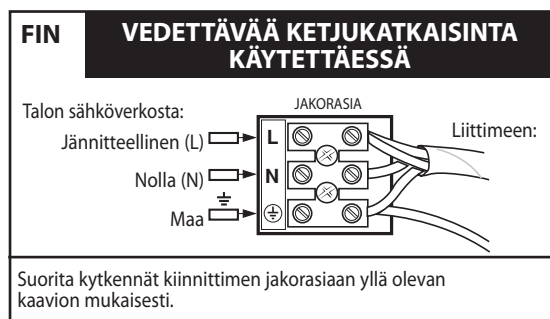 FIN
VEDETTÄVÄÄ KETJUKATKAISINTA
KÄYTETTÄESSÄ
Talon sähköverkosta:
JAKORASIA
Jännitteellinen (L)
L
Liittimeen:
Nolla (N)
N
Maa
Suorita kytkennät kiinnittimen jakorasiaan yllä olevan
kaavion mukaisesti.